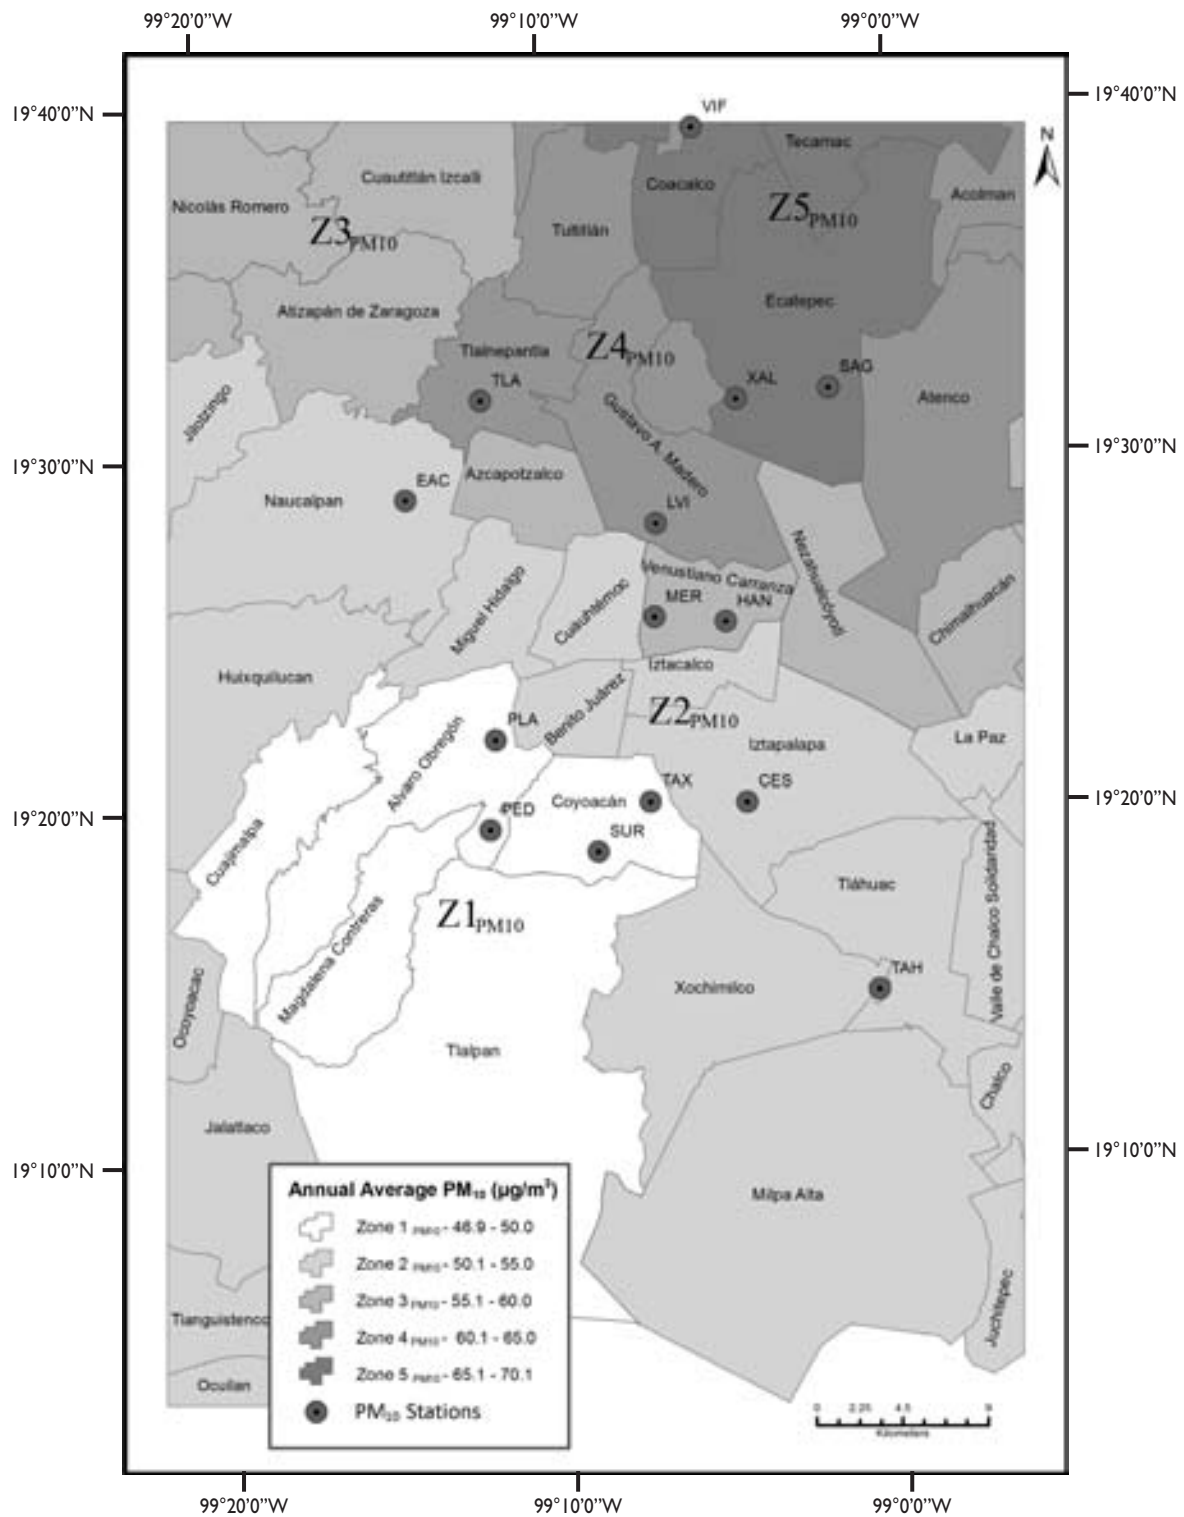 99°20'0"W 99°10'0"W 99°0'0"W
19°40'0"N
19°40'0"N
VIF
N
Tecamac
Cuautitlán Izcalli
Coacalco
Acolman
Nicolás Romero
Z5PM10
Z3PM10
Tultitlán
Ecatepec
Atizapán de Zaragoza
Tlalnepantla
Z4PM10
TLA
XAL
SAG
Atenco
Jilotzingo
Gustavo A. Madero
19°30'0"N
19°30'0"N
EAC
Azcapotzalco
Naucalpan
LVI
Nezahualcóyotl
Venustiano Carranza
MER
HAN
Miguel Hidalgo
Cuauhtémoc
Chimalhuacán
Huixquilucan
Iztacalco
Benito Juárez
PLA
Z2PM10
La Paz
Iztapalapa
Alvaro Obregón
TAX
CES
19°20'0"N
19°20'0"N
PED
Coyoacán
SUR
Cuajimalpa
Tláhuac
Valle de Chalco Solidaridad
Z1PM10
Magdalena Contreras
TAH
Xochimilco
Ocoyoacac
Tlalpan
Chalco
Jalatlaco
19°10'0"N
19°10'0"N
Milpa Alta
Annual Average PM10 (µg/m3)
Zone 1 PM10 - 46.9 - 50.0
Zone 2 PM10 - 50.1 - 55.0
Zone 3 PM10 - 55.1 - 60.0
Zone 4 PM10 - 60.1 - 65.0
Zone 5 PM10 - 65.1 - 70.1
PM10 Stations
Juchitepec
Tianguistenco
Ocuilan
0 2.25 4.5 9
Kilometers
99°20'0"W 99°10'0"W 99°0'0"W